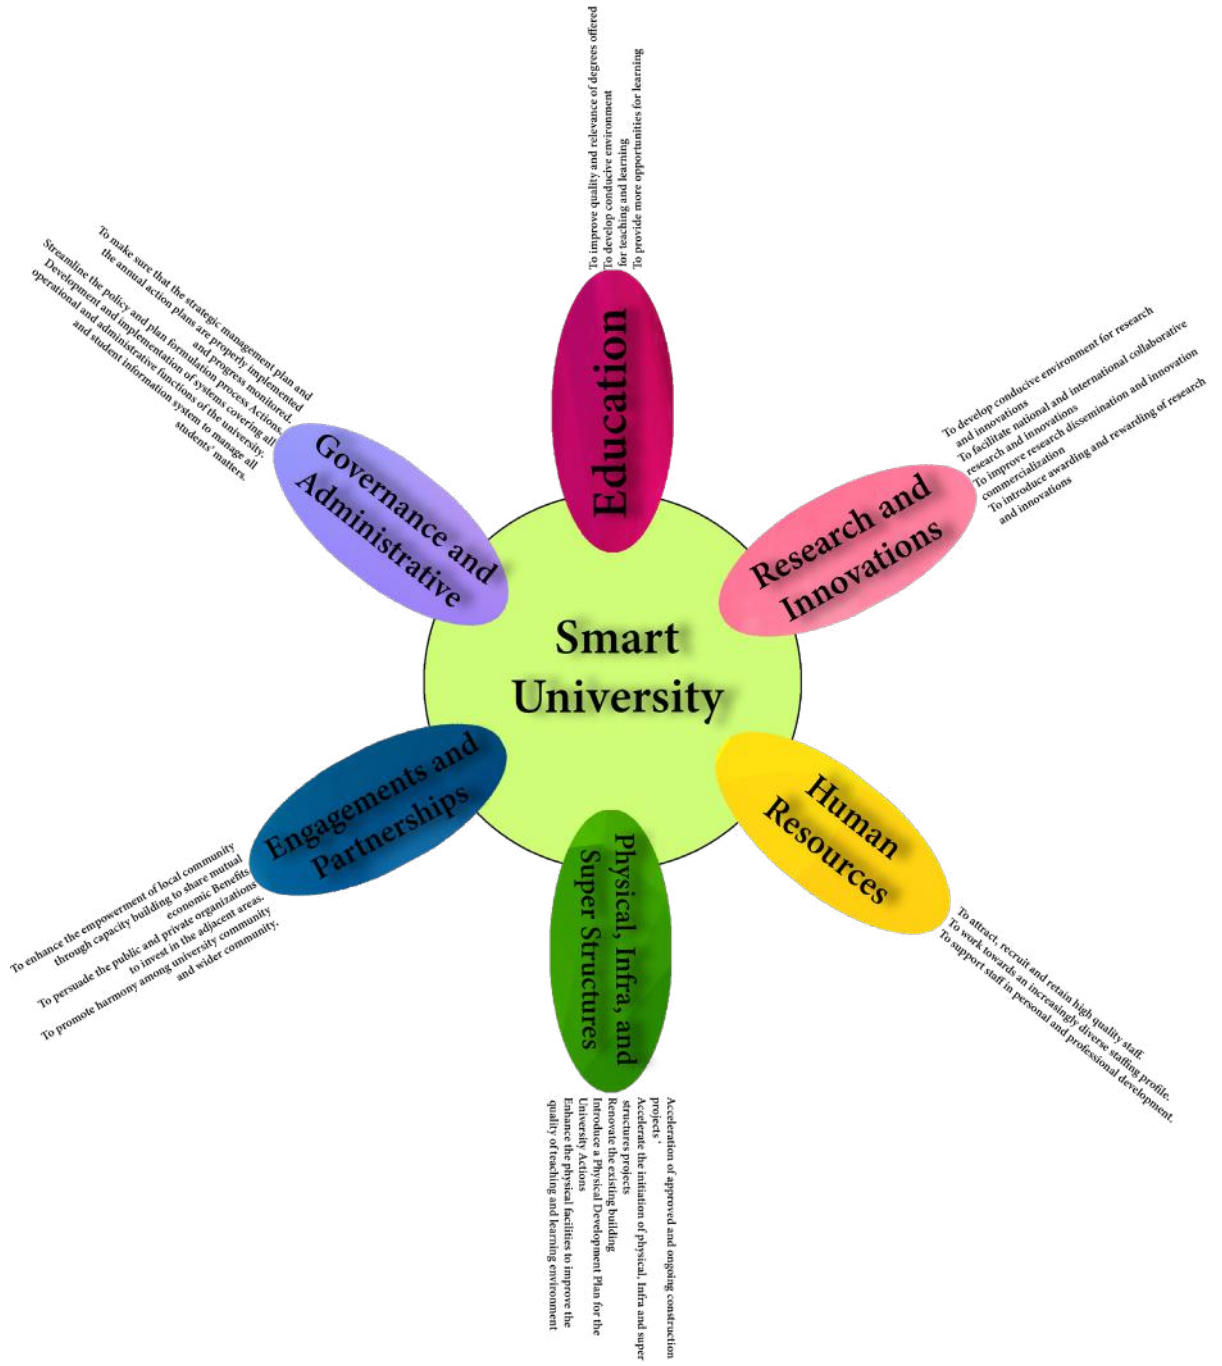 Smart
University
Education
To improve quality and relevance of degrees offered
To develop conducive environment
for teaching and learning
To provide more opportunities for learning
Research and
Innovations
To develop conducive environment for research
and innovations
To facilitate national and international collaborative
research and innovations
To improve research dissemination and innovation
commercialization
To introduce awarding and rewarding of research
and innovations
Human
Resources
To attract, recruit and retain high quality staff.
To work towards an increasingly diverse staffing profile.
To support staff in personal and professional development.
Physical, Infra, and
Super Structures
Acceleration of approved and ongoing construction
projects'
Accelerate the initiation of physical, Infra and super
structures projects
Renovate the existing building
Introduce a Physical Development Plan for the
University Actions
Enhance the physical facilities to improve the
quality of teaching and learning environment
Engagements and
Partnerships
To enhance the empowerment of local community
through capacity building to share mutual
economic Benefits
To persuade the public and private organizations
to invest in the adjacent areas.
To promote harmony among university community
and wider community.
Governance and
Administrative
To make sure that the strategic management plan and
the annual action plans are properly implemented
and progress monitored.
Streamline the policy and plan formulation process Actions.
Development and implementation of systems covering all
operational and administrative functions of the university.
and student information system to manage all
students' matters.